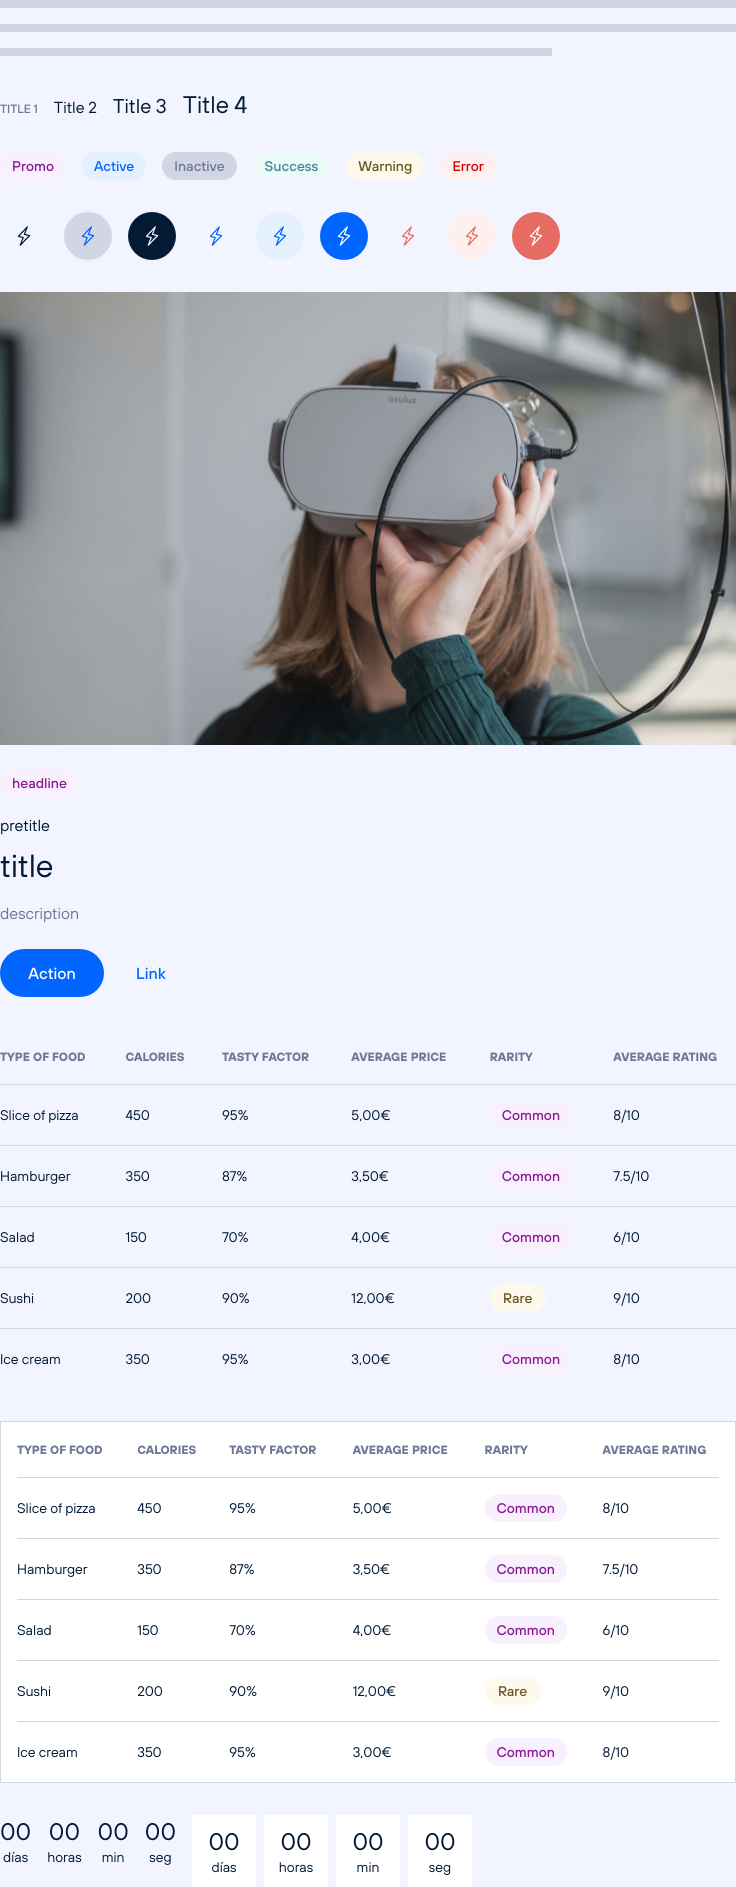 TITLE 1 Title 2 Title 3 Title 4
Promo Active Inactive Success Warning Error
oculus
headline
pretitle
title
description
Action Link
TYPE OF FOOD CALORIES TASTY FACTOR AVERAGE PRICE RARITY AVERAGE RATING
Slice of pizza 450 95% 5,00€ Common 8/10
Hamburger 350 87% 3,50€ Common 7.5/10
Salad 150 70% 4,00€ Common 6/10
Sushi 200 90% 12,00€ Rare 9/10
Ice cream 350 95% 3,00€ Common 8/10
TYPE OF FOOD CALORIES TASTY FACTOR AVERAGE PRICE RARITY AVERAGE RATING
Slice of pizza 450 95% 5,00€ Common 8/10
Hamburger 350 87% 3,50€ Common 7.5/10
Salad 150 70% 4,00€ Common 6/10
Sushi 200 90% 12,00€ Rare 9/10
Ice cream 350 95% 3,00€ Common 8/10
00 00 00 00 00 00 00 00
días horas min seg días horas min seg